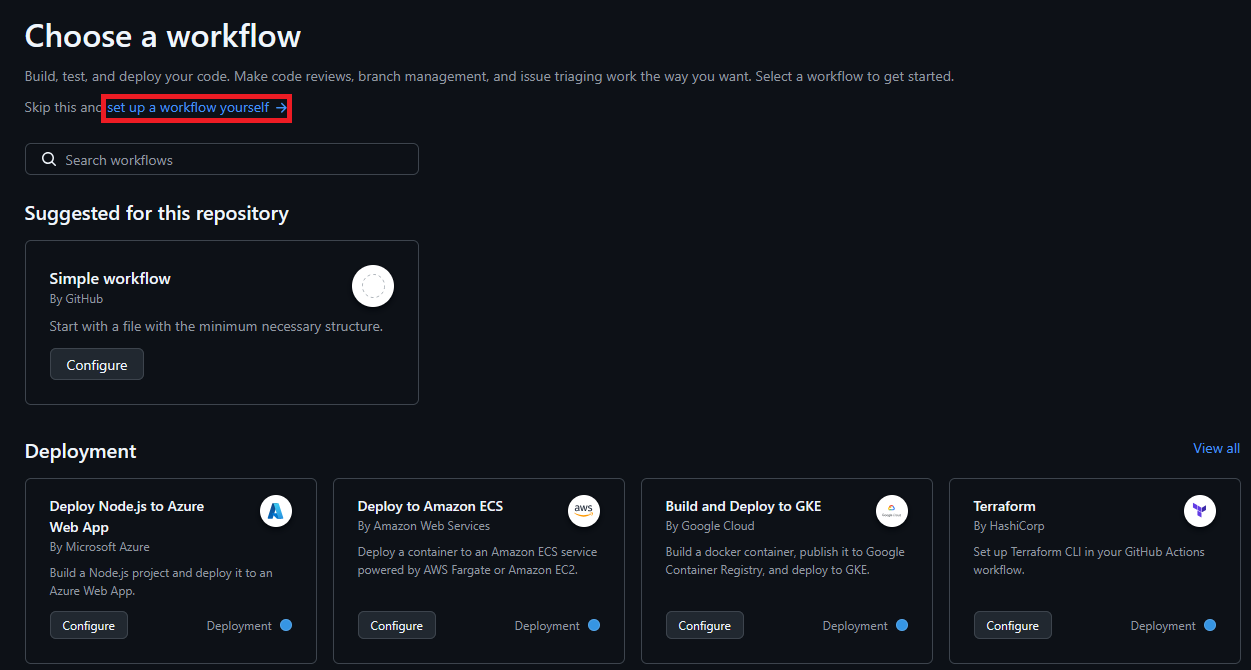 Choose a workflow
Build, test, and deploy your code. Make code reviews, branch management, and issue triaging work the way you want. Select a workflow to get started.
Skip this and set up a workflow yourself →
Search workflows
Suggested for this repository
Simple workflow
By GitHub
Start with a file with the minimum necessary structure.
Configure
Deployment
View all
Deploy Node.js to Azure
Web App
By Microsoft Azure
Build a Node.js project and deploy it to an
Azure Web App.
Configure
Deployment
Deploy to Amazon ECS
aws
By Amazon Web Services
Deploy a container to an Amazon ECS service
powered by AWS Fargate or Amazon EC2.
Configure
Deployment
Build and Deploy to GKE
Google Cloud
By Google Cloud
Build a docker container, publish it to Google
Container Registry, and deploy to GKE.
Configure
Deployment
Terraform
By HashiCorp
Set up Terraform CLI in your GitHub Actions
workflow.
Configure
Deployment